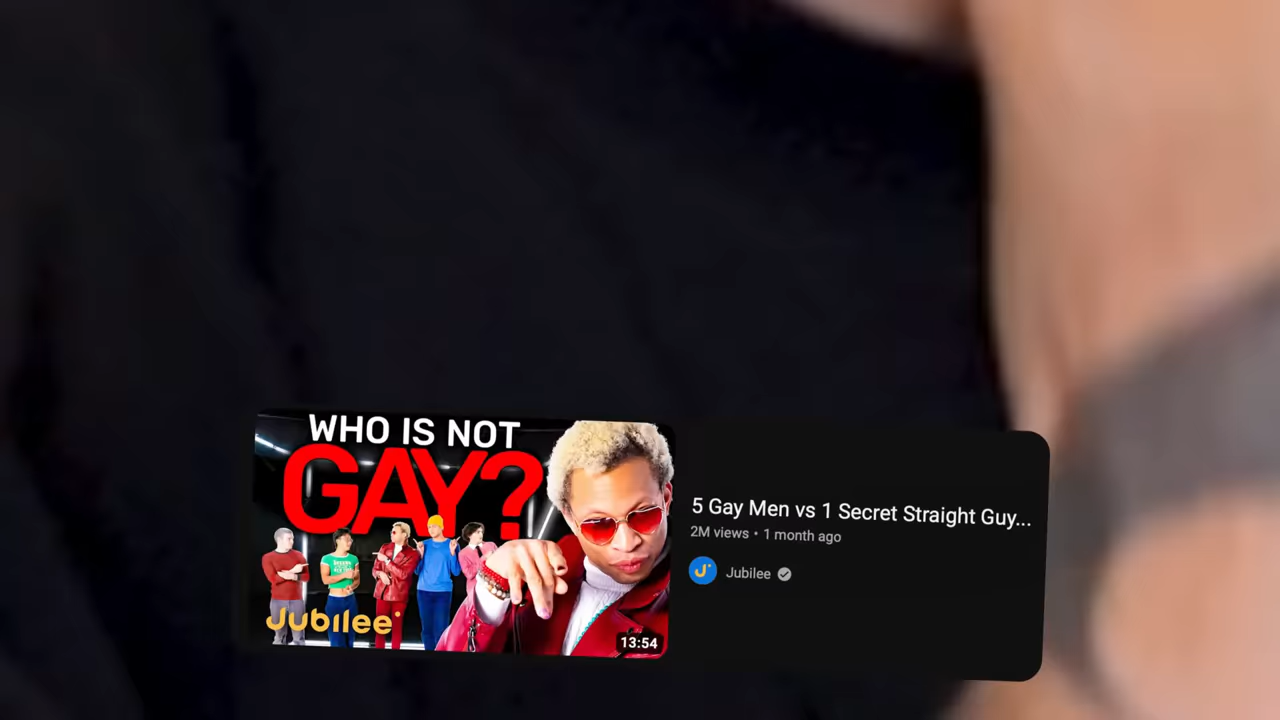 WHO IS NOT
GAY?
Jubilee
13:54
5 Gay Men vs 1 Secret Straight Guy...
2M views • 1 month ago
Jubilee